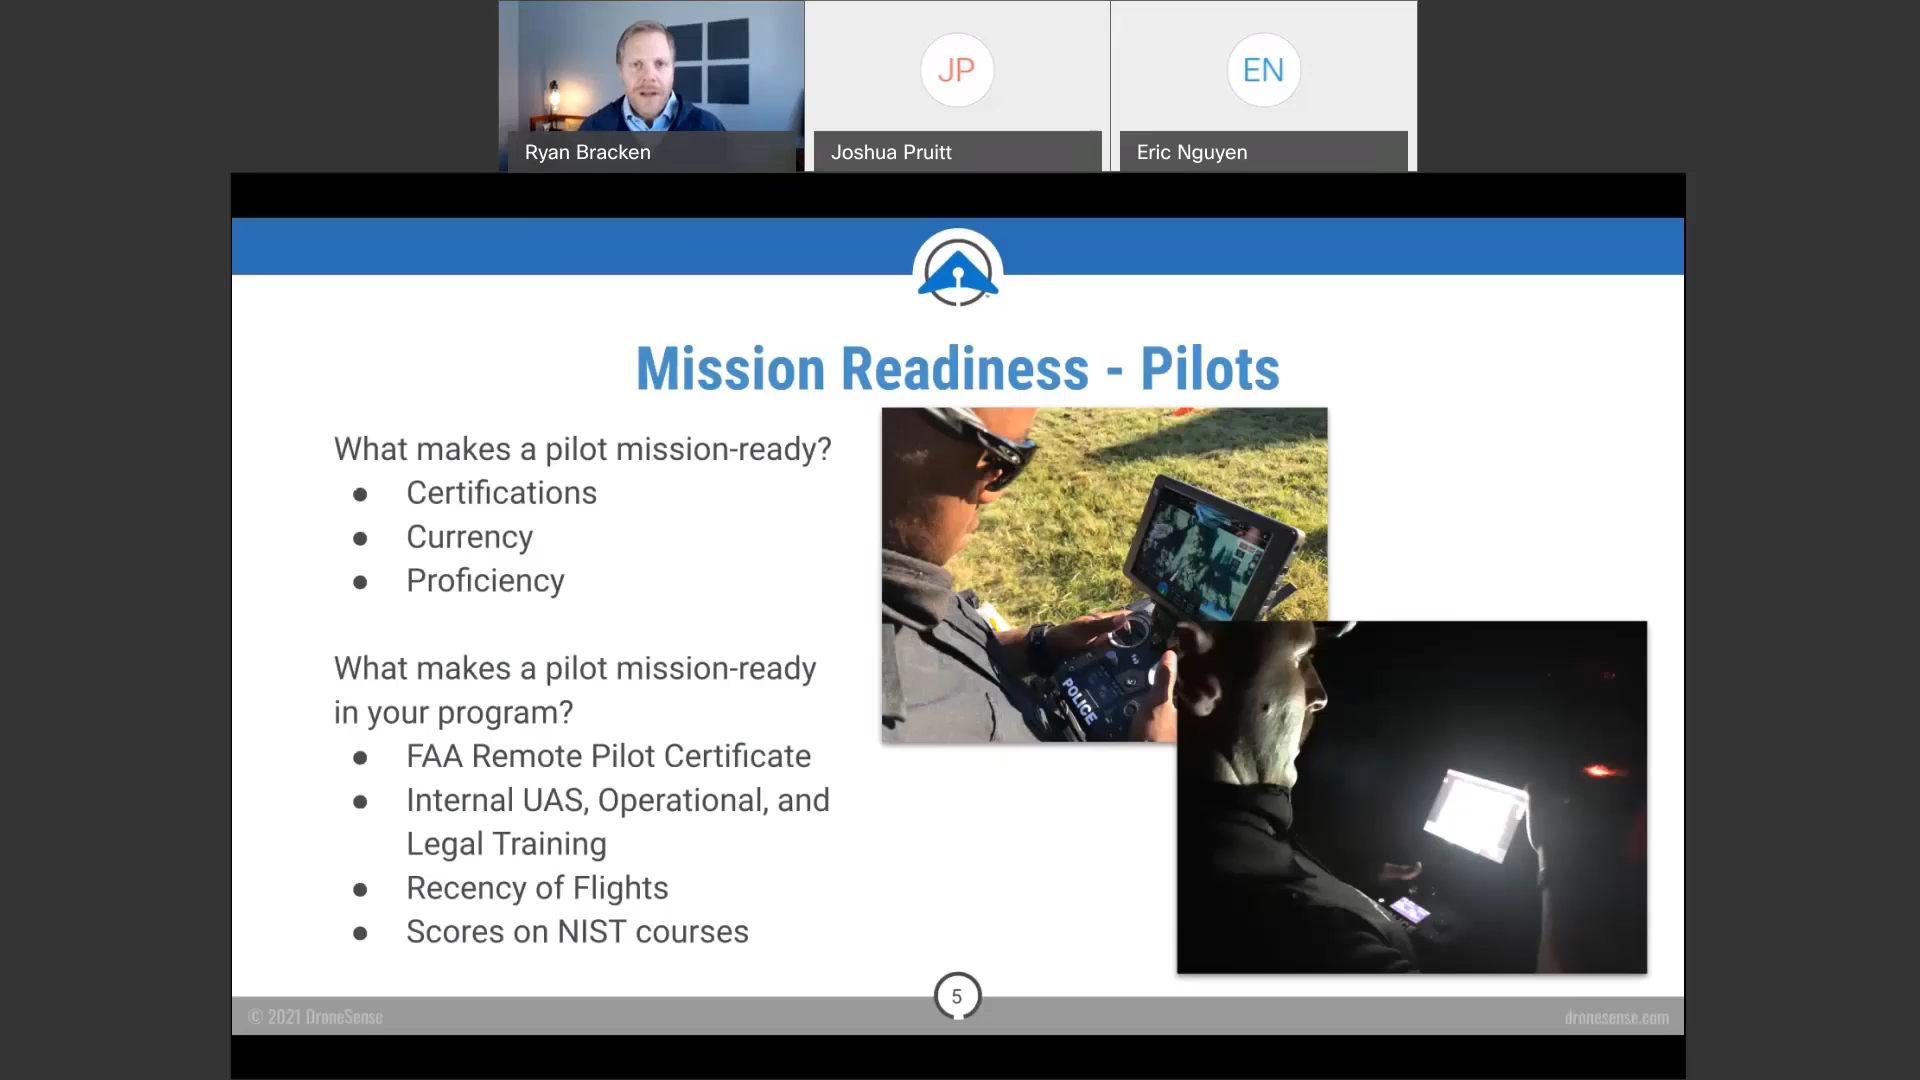 JP
EN
Ryan Bracken
Joshua Pruitt
Eric Nguyen
Mission Readiness - Pilots
What makes a pilot mission-ready?
● Certifications
● Currency
● Proficiency
What makes a pilot mission-ready
in your program?
● FAA Remote Pilot Certificate
● Internal UAS, Operational, and
Legal Training
● Recency of Flights
● Scores on NIST courses
POLICE
5
© 2021 DroneSense
dronesense.com